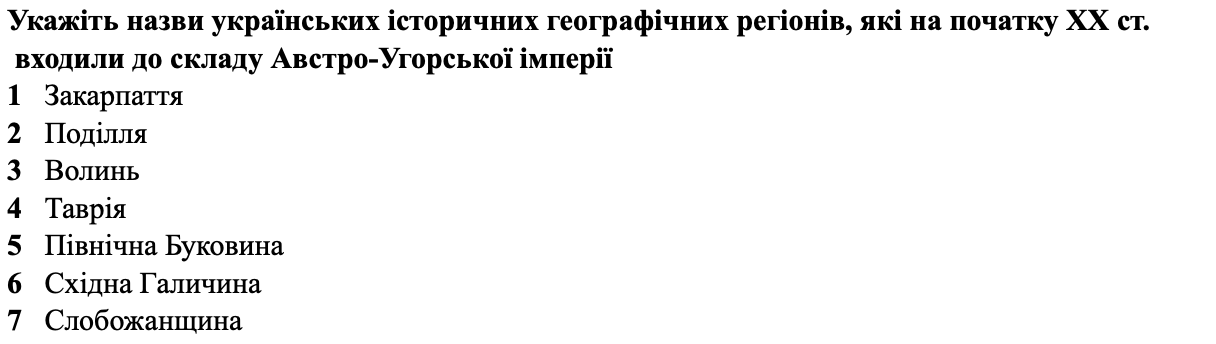 Укажіть назви українських історичних географічних регіонів, які на початку ХХ ст.
входили до складу Австро-Угорської імперії
1 Закарпаття
2 Поділля
3 Волинь
4 Таврія
5 Північна Буковина
6 Східна Галичина
7 Слобожанщина